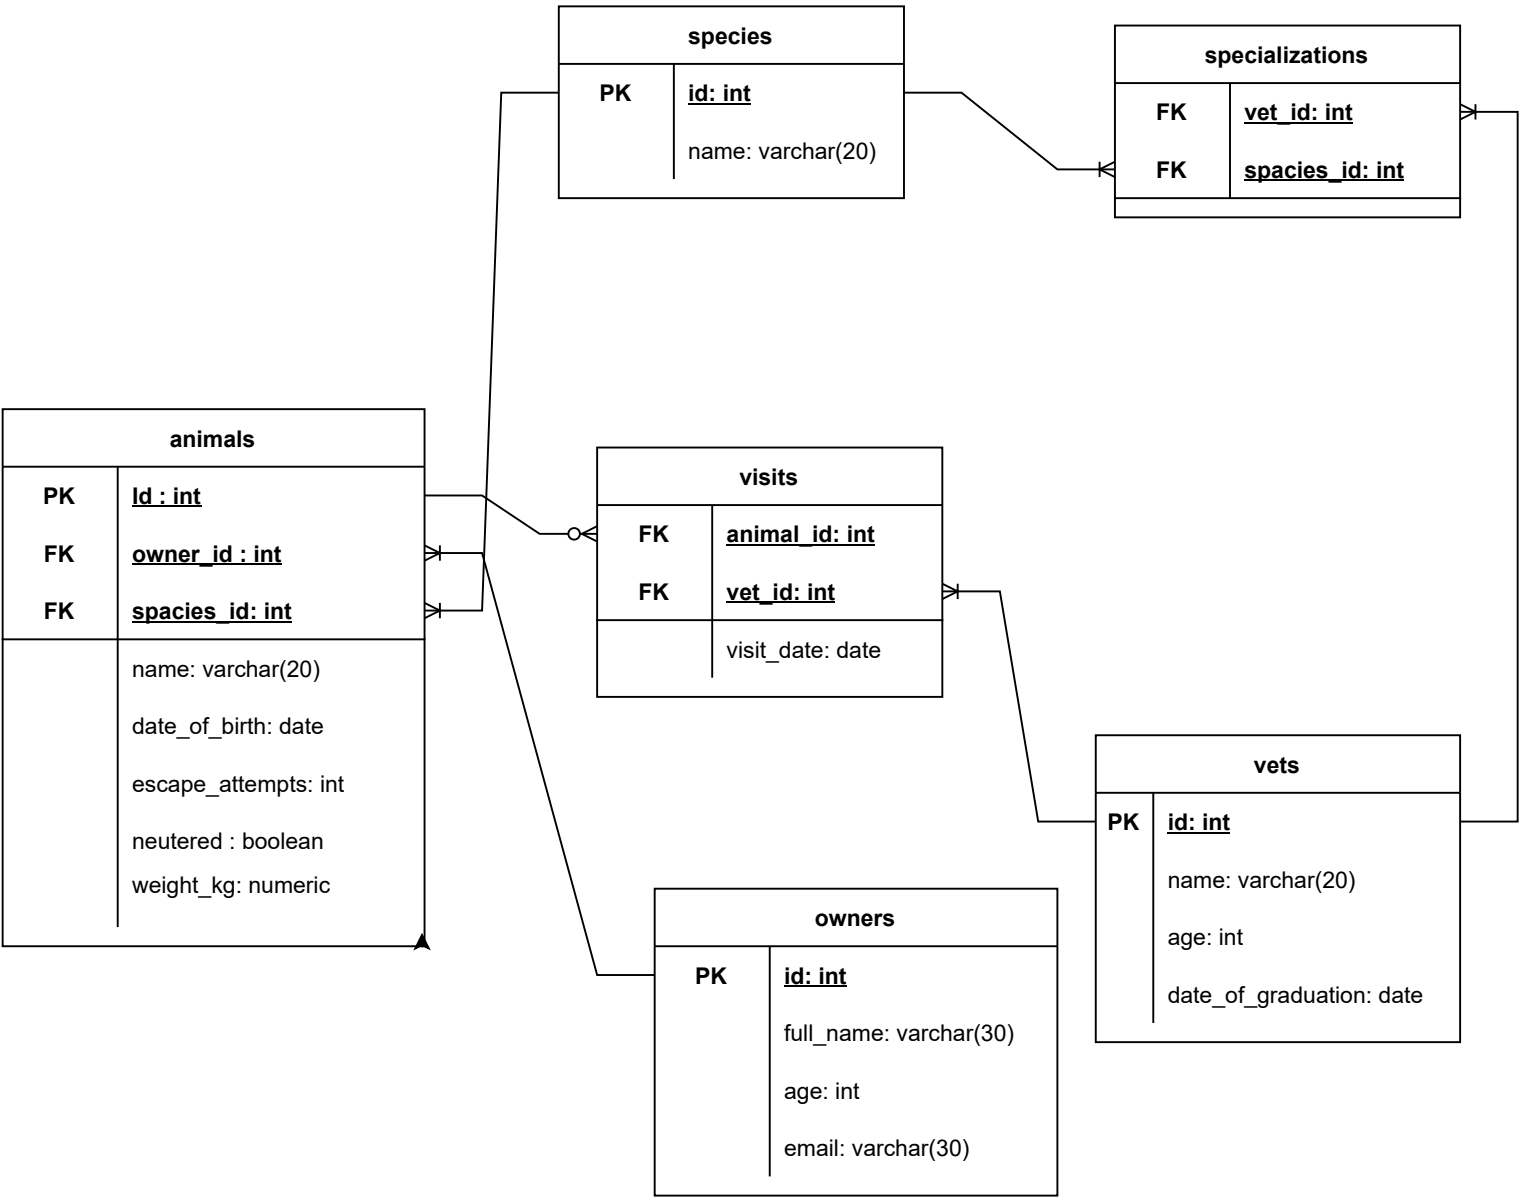 species
PK id: int
name: varchar(20)
specializations
FK vet_id: int
FK spacies_id: int
animals
PK Id : int
FK owner_id : int
FK spacies_id: int
name: varchar(20)
date_of_birth: date
escape_attempts: int
neutered : boolean
weight_kg: numeric
visits
FK animal_id: int
FK vet_id: int
visit_date: date
vets
PK id: int
name: varchar(20)
age: int
date_of_graduation: date
owners
PK id: int
full_name: varchar(30)
age: int
email: varchar(30)